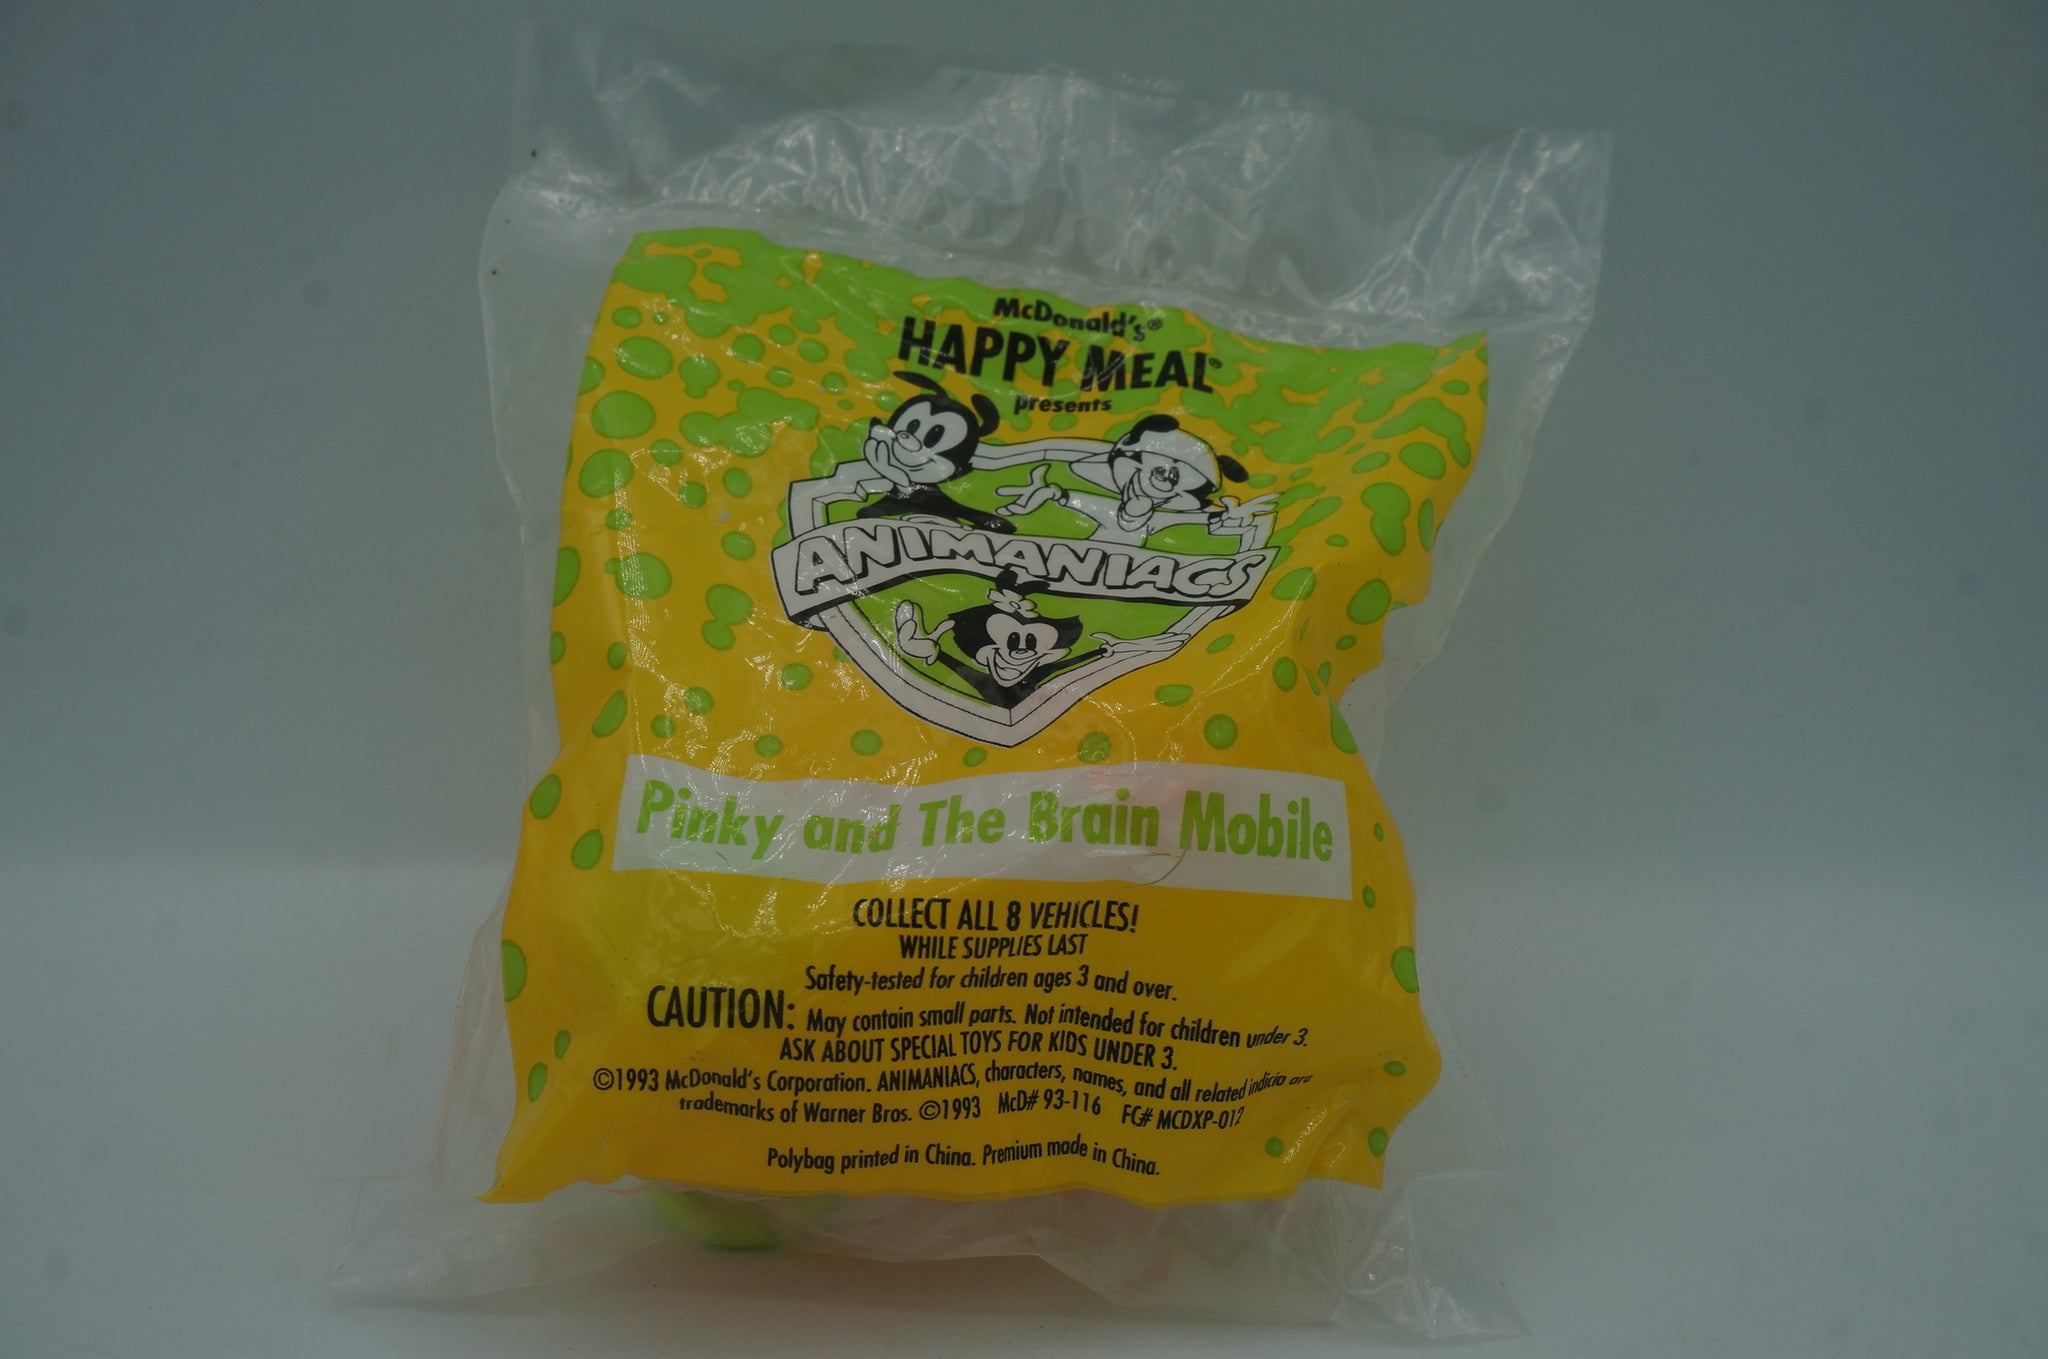 McDonald's®
HAPPY MEAL®
presents
ANIMANIACS
Pinky and The Brain Mobile
COLLECT ALL 8 VEHICLES!
WHILE SUPPLIES LAST
Safety-tested for children ages 3 and over.
CAUTION: May contain small parts. Not intended for children under 3.
ASK ABOUT SPECIAL TOYS FOR KIDS UNDER 3.
©1993 McDonald's Corporation. ANIMANIACS, characters, names, and all related indicia are
trademarks of Warner Bros. ©1993 McD# 93-116 FC# MCDXP-012
Polybag printed in China. Premium made in China.